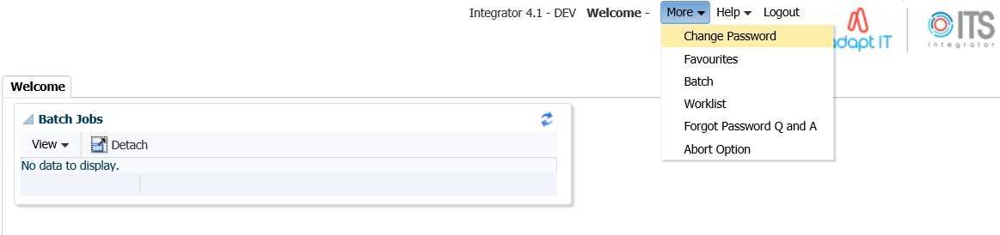 Integrator 4.1 - DEV Welcome - More Help Logout
Change Password
adapt IT
ITS
Integrator
Favourites
Batch
Worklist
Forgot Password Q and A
Abort Option
Welcome
Batch Jobs
View Detach
No data to display.